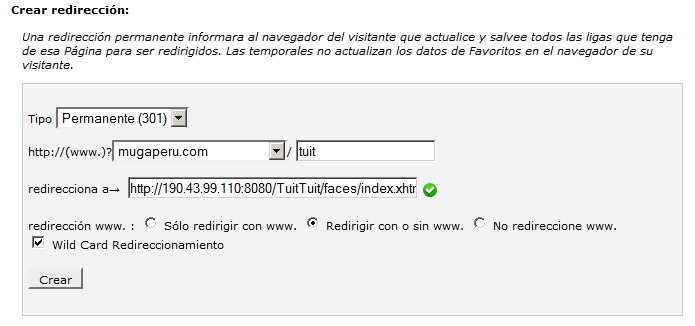 Crear redirección:
Una redirección permanente informara al navegador del visitante que actualice y salvee todos las ligas que tenga
de esa Página para ser redirigidos. Las temporales no actualizan los datos de Favoritos en el navegador de su
visitante.
Tipo Permanente (301)
http://(www.)? mugaperu.com / tuit
redirecciona a→ http://190.43.99.110:8080/TuitTuit/faces/index.xhtr
redirección www. : Sólo redirigir con www. Redirigir con o sin www. No redireccione www.
Wild Card Redireccionamiento
Crear